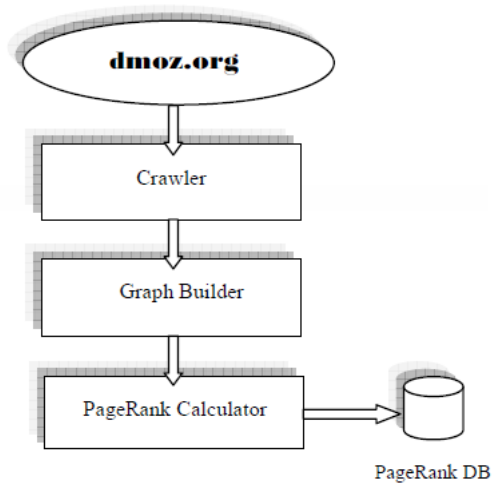 dmoz.org
Crawler
Graph Builder
PageRank Calculator
PageRank DB